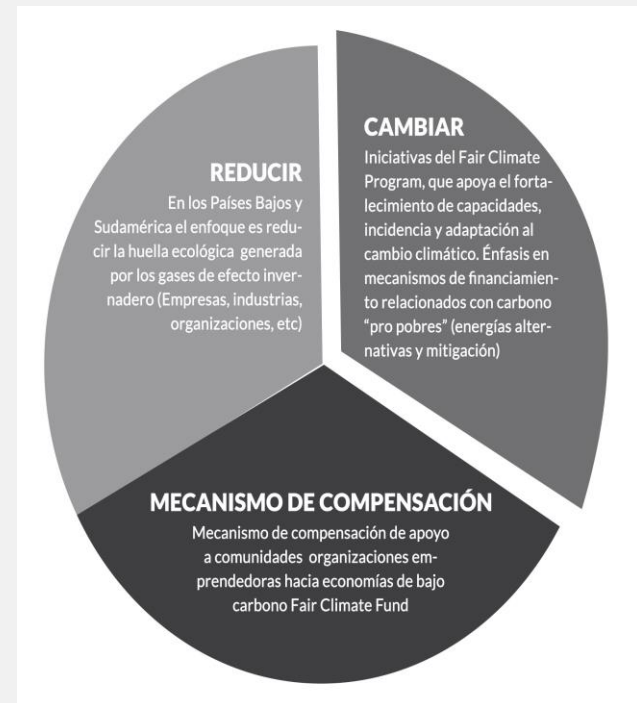 REDUCIR
En los Países Bajos y
Sudamérica el enfoque es redu-
cir la huella ecológica generada
por los gases de efecto inver-
nadero (Empresas, industrias,
organizaciones, etc)
CAMBIAR
Iniciativas del Fair Climate
Program, que apoya el forta-
lecimiento de capacidades,
incidencia y adaptación al
cambio climático. Énfasis en
mecanismos de financiamien-
to relacionados con carbono
“pro pobres” (energías alter-
nativas y mitigación)
MECANISMO DE COMPENSACIÓN
Mecanismo de compensación de apoyo
a comunidades organizaciones em-
prendedoras hacia economías de bajo
carbono Fair Climate Fund